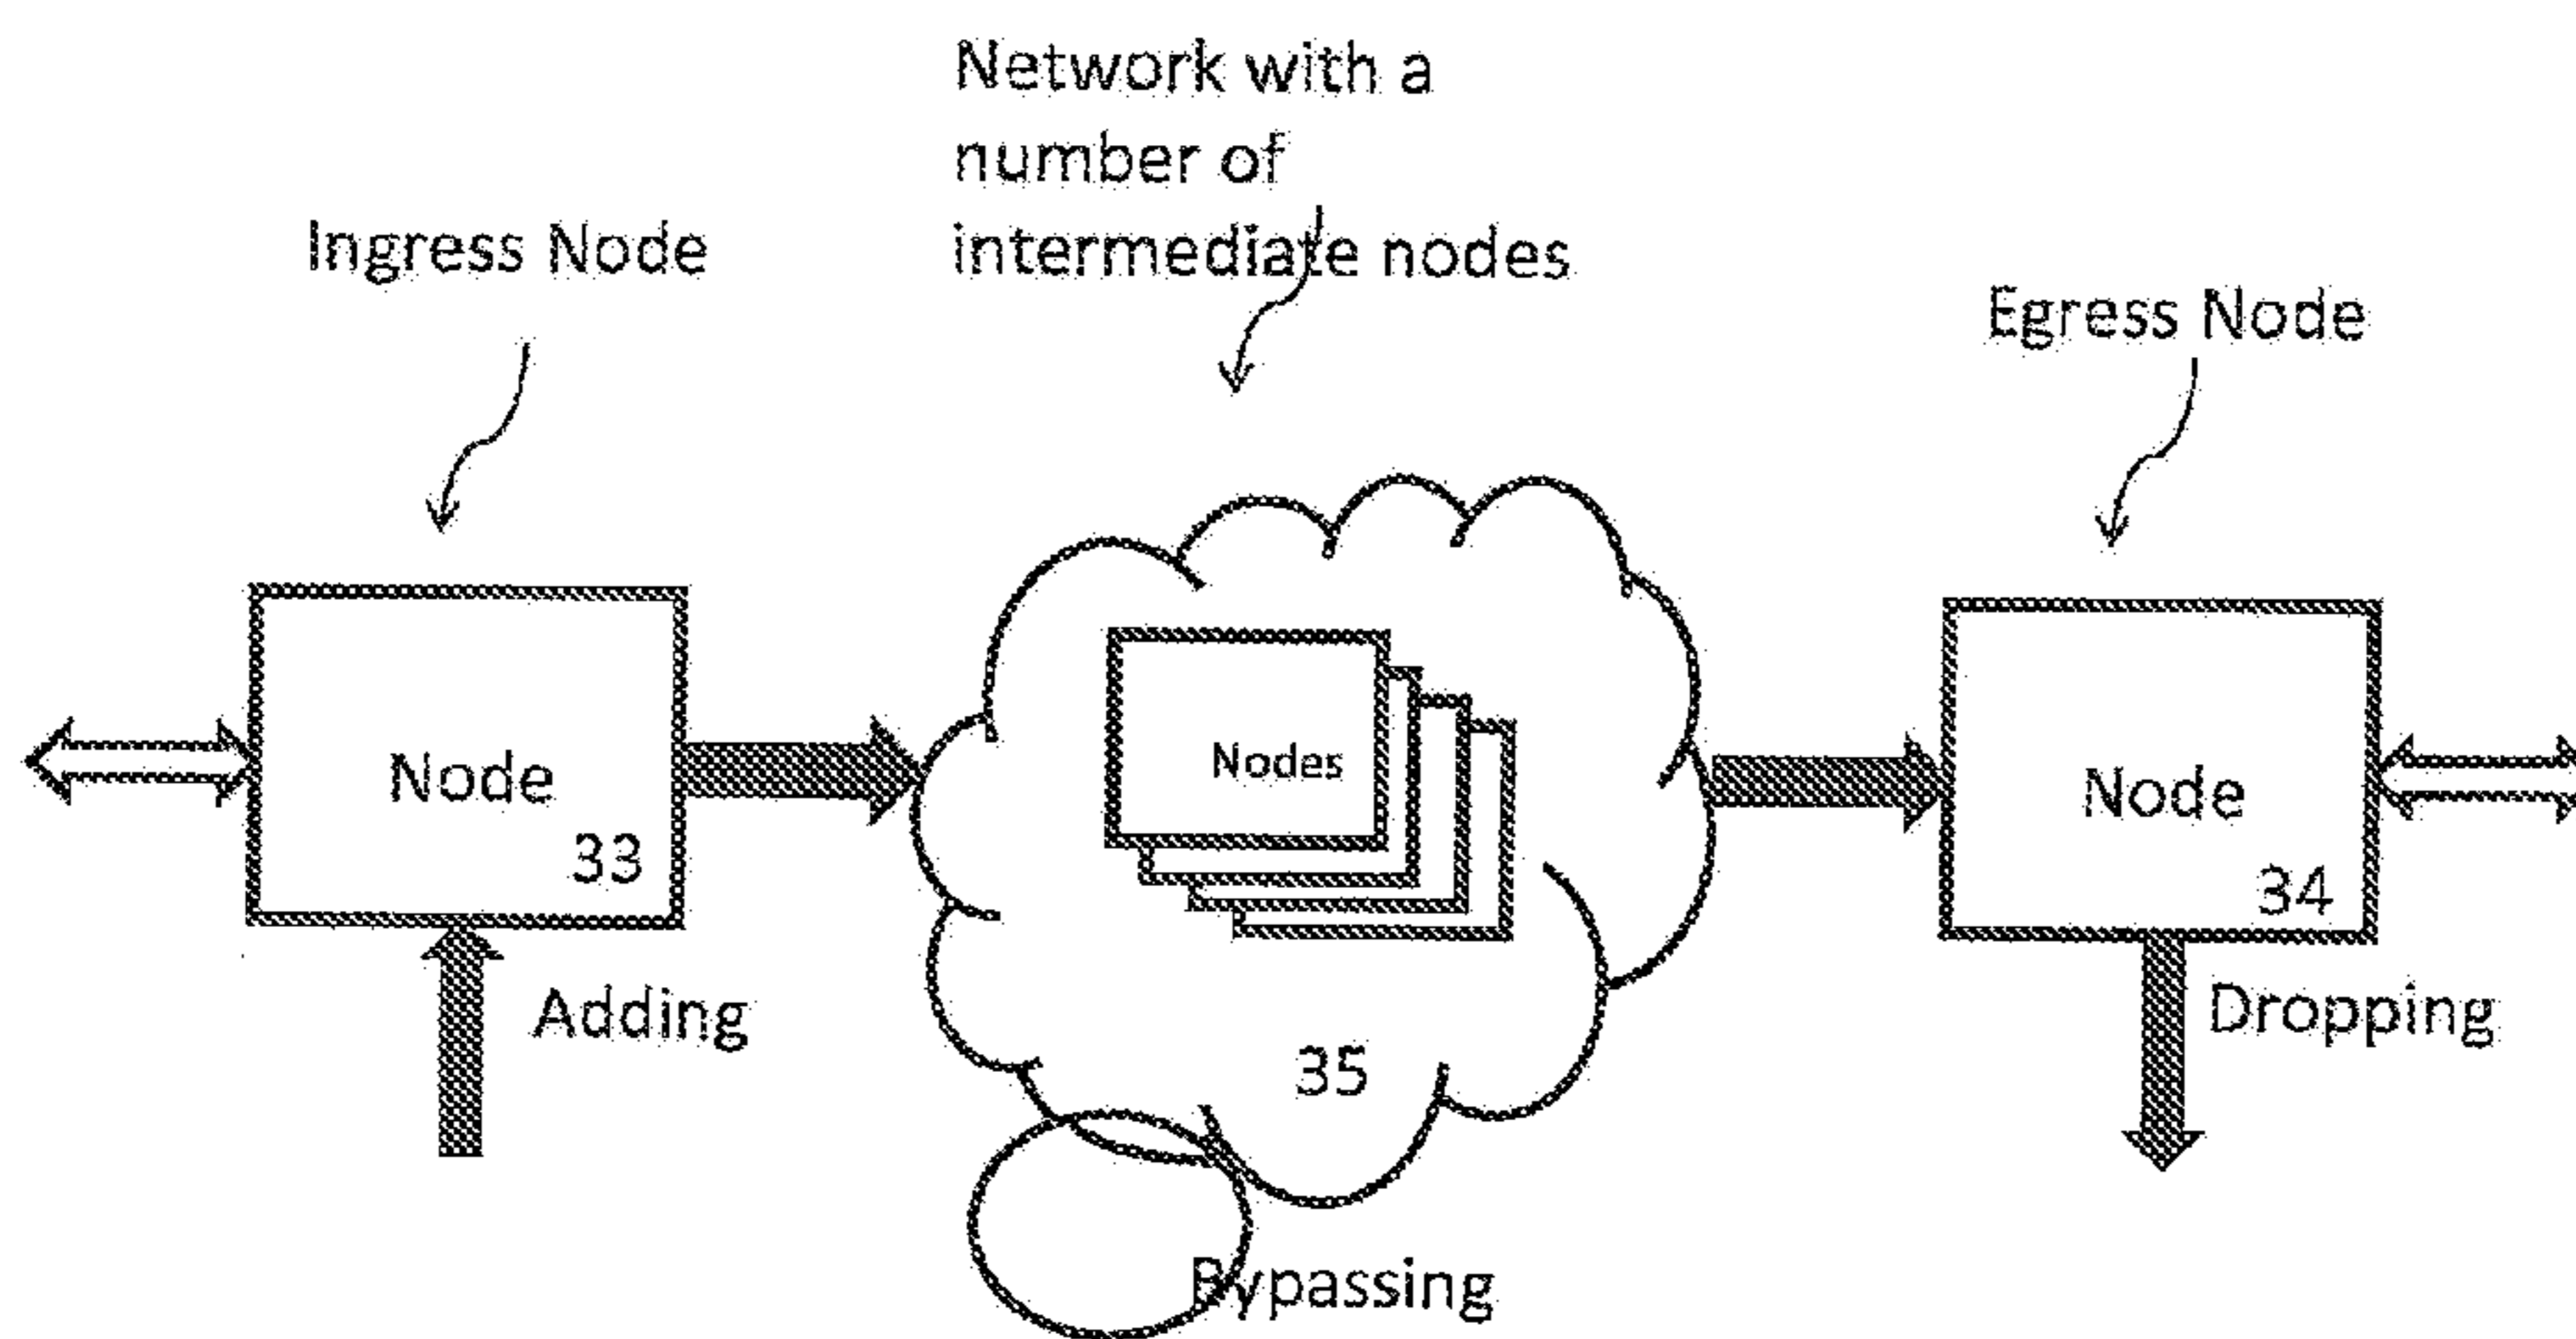 Network with a
number of
intermediate nodes
Ingress Node
Egress Node
Node
33
Nodes
Node
34
Adding
35
Dropping
Bypassing